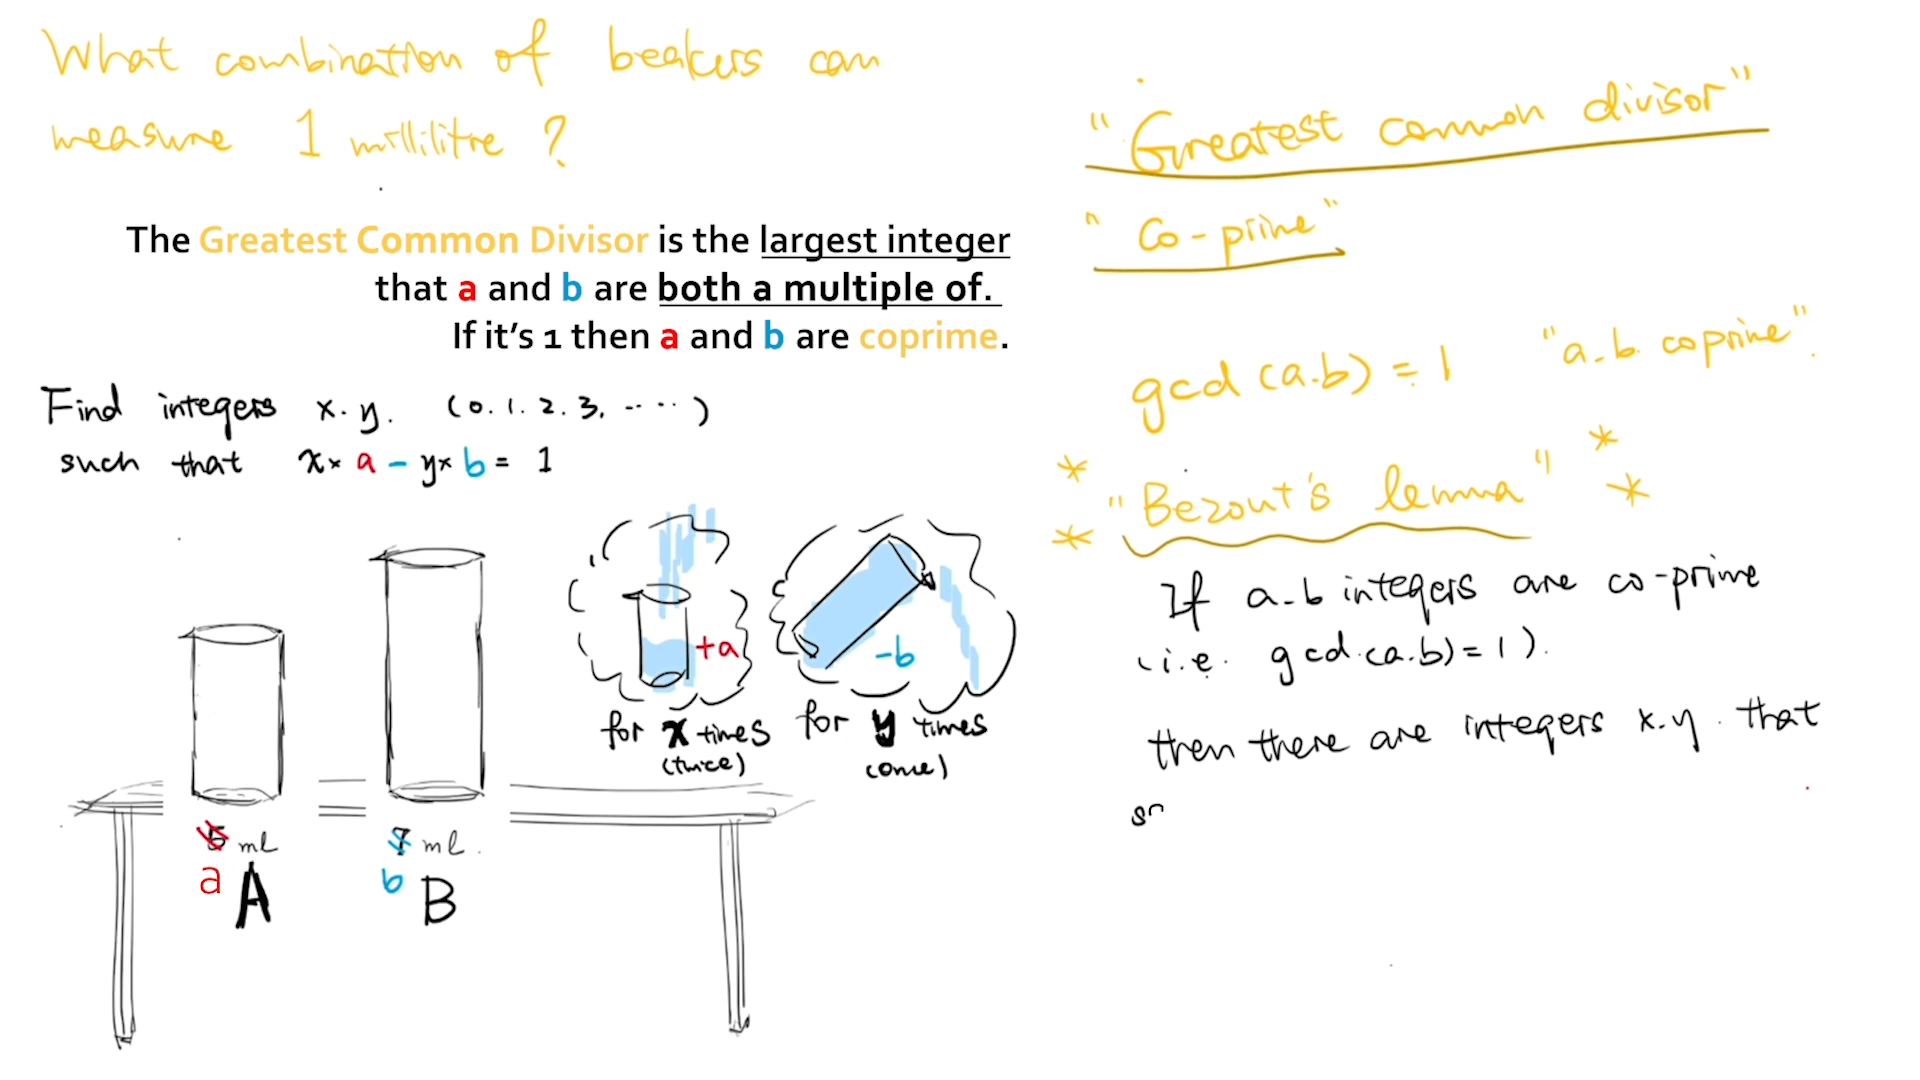 What combination of beakers can
measure 1 millilitre ?
The Greatest Common Divisor is the largest integer
that a and b are both a multiple of.
If it's 1 then a and b are coprime.
Find integers x. y. (0. 1. 2. 3, ....)
such that x× a - y× b = 1
+a
-b
for x times
(twice)
for y times
(once)
ml
a
A
7 ml.
b
B
"Greatest common divisor"
"Co-prime"
gcd (a.b) = 1 "a.b. coprime".
* "Bezout's lemma" *
* *
If a.b integers are co-prime
(i.e. gcd.(a.b)=1).
then there are integers x.y. that